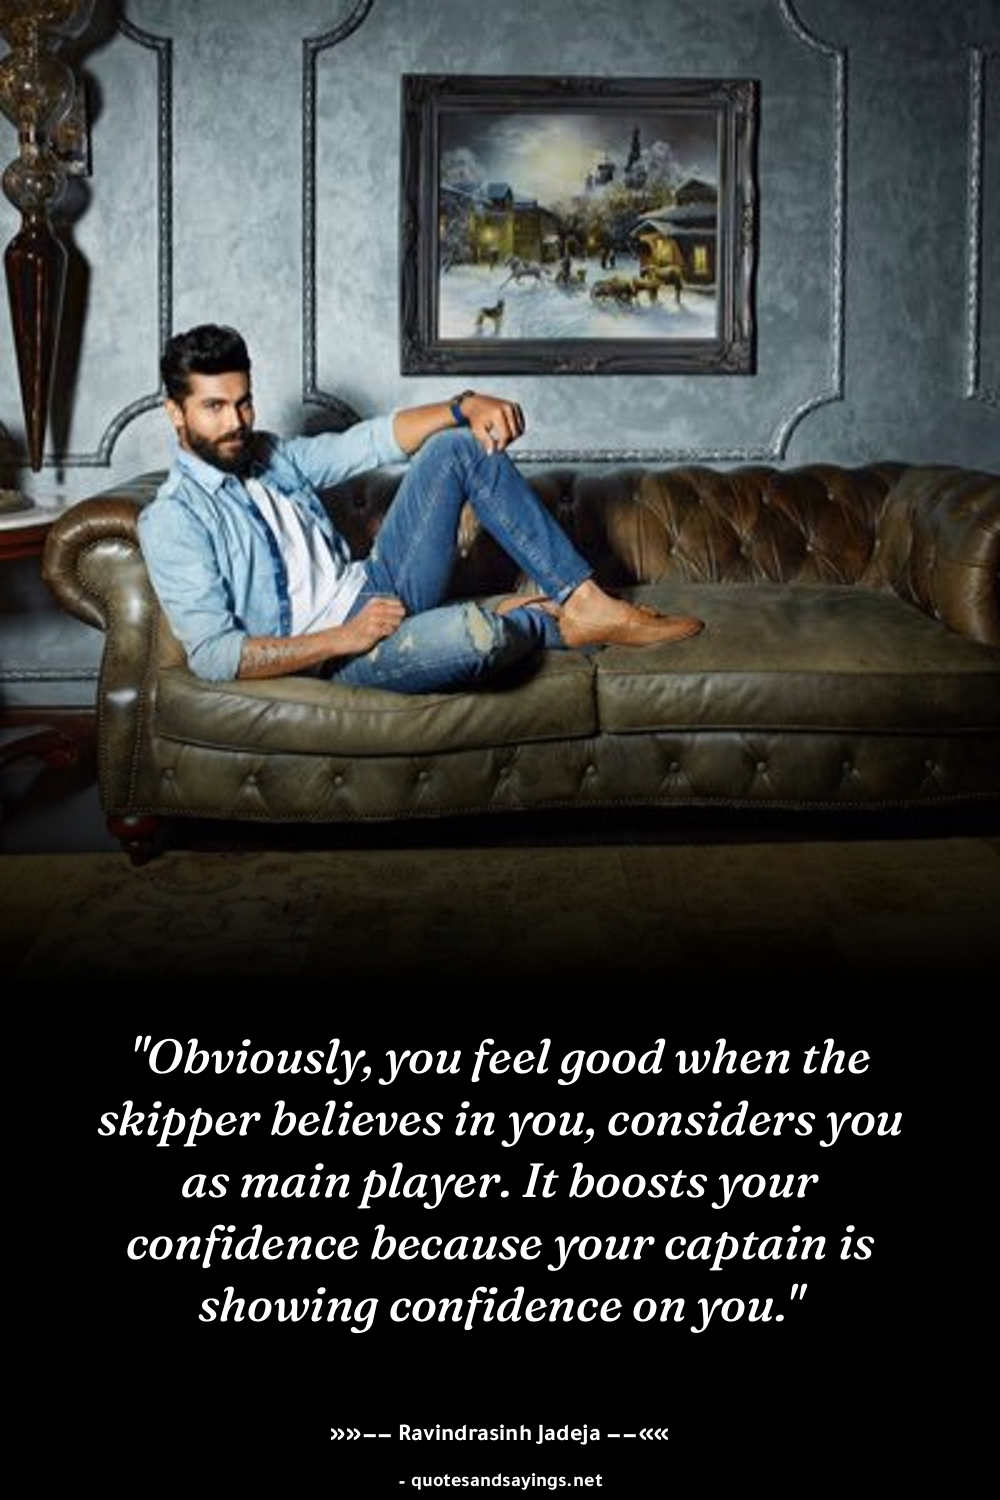 "Obviously, you feel good when the
skipper believes in you, considers you
as main player. It boosts your
confidence because your captain is
showing confidence on you."
»»−− Ravindrasinh Jadeja −−««
- quotesandsayings.net